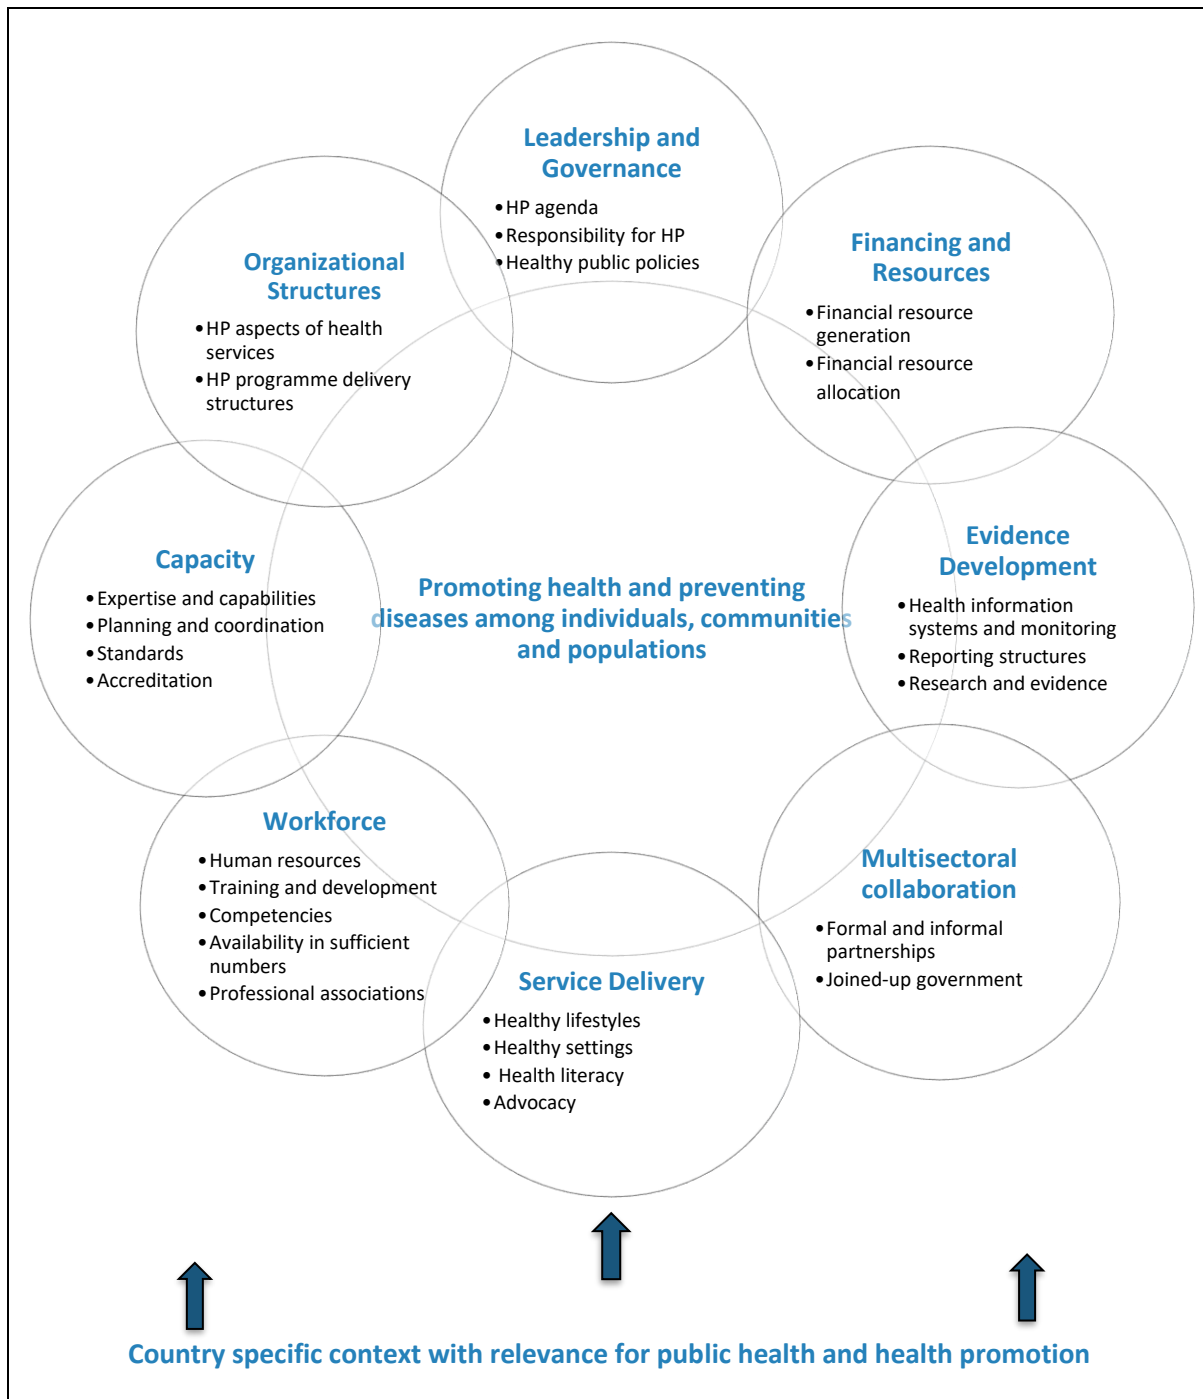 Leadership and
Governance
•HP agenda
•Responsibility for HP
•Healthy public policies
Financing and
Resources
•Financial resource
generation
•Financial resource
allocation
Evidence
Development
•Health information
systems and monitoring
•Reporting structures
•Research and evidence
Multisectoral
collaboration
•Formal and informal
partnerships
•Joined-up government
Service Delivery
•Healthy lifestyles
•Healthy settings
• Health literacy
•Advocacy
Workforce
•Human resources
•Training and development
•Competencies
•Availability in sufficient
numbers
•Professional associations
Capacity
•Expertise and capabilities
•Planning and coordination
•Standards
•Accreditation
Organizational
Structures
•HP aspects of health
services
•HP programme delivery
structures
Promoting health and preventing
diseases among individuals, communities
and populations
Country specific context with relevance for public health and health promotion